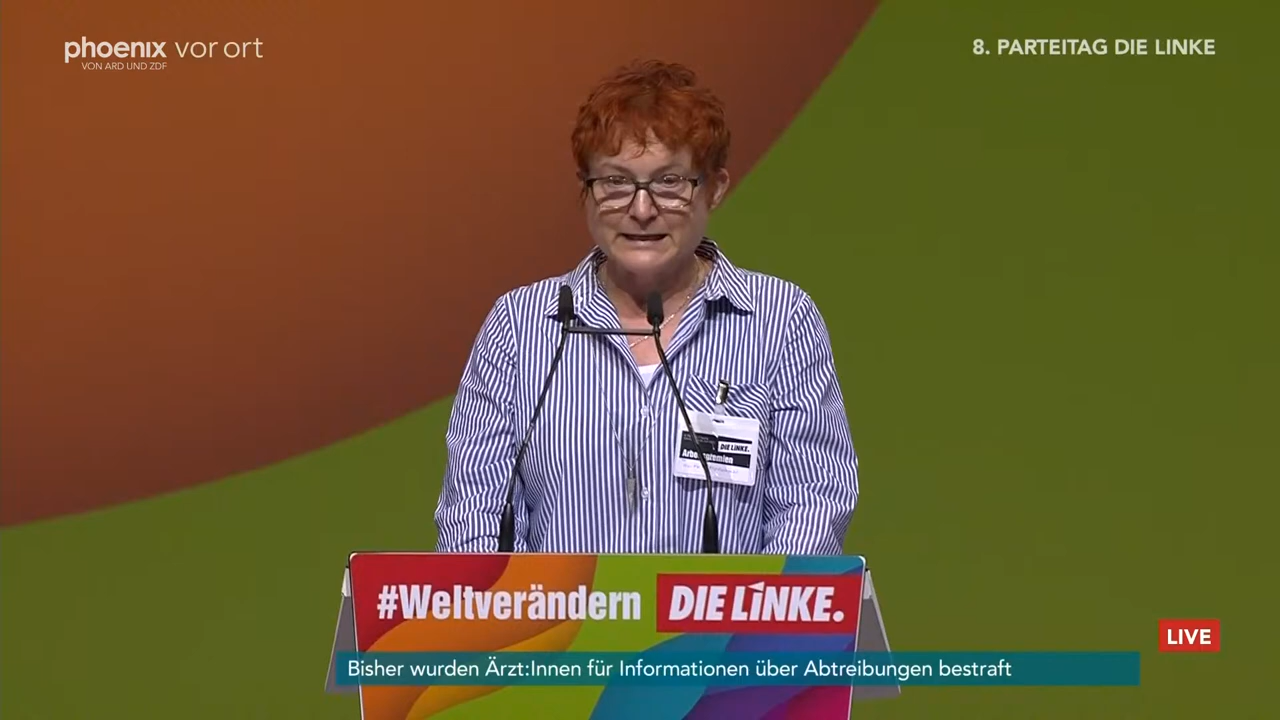 phoenix vor ort
VON ARD UND ZDF
8. PARTEITAG DIE LINKE
DIE LINKE.
#Weltverändern DIE LINKE.
LIVE
Bisher wurden Ärzt:Innen für Informationen über Abtreibungen bestraft